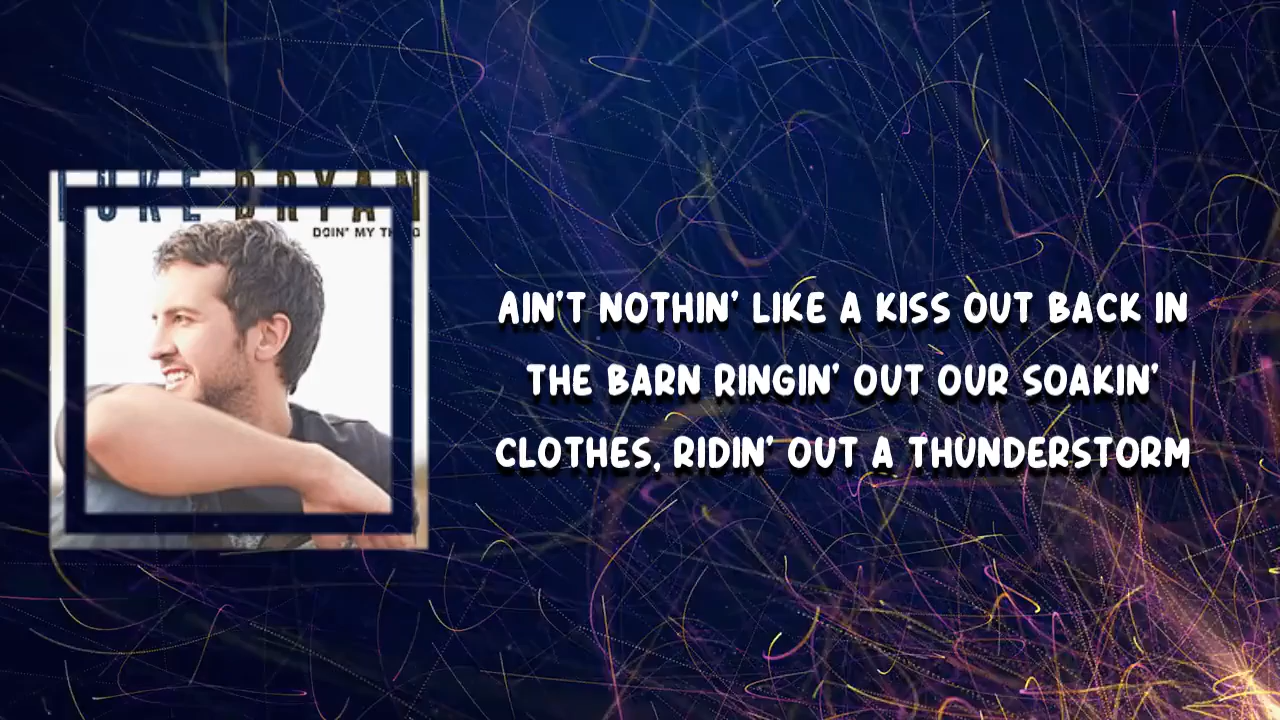 LUKE BRYAN
DOIN' MY THING
AIN'T NOTHIN' LIKE A KISS OUT BACK IN
THE BARN RINGIN' OUT OUR SOAKIN'
CLOTHES, RIDIN' OUT A THUNDERSTORM